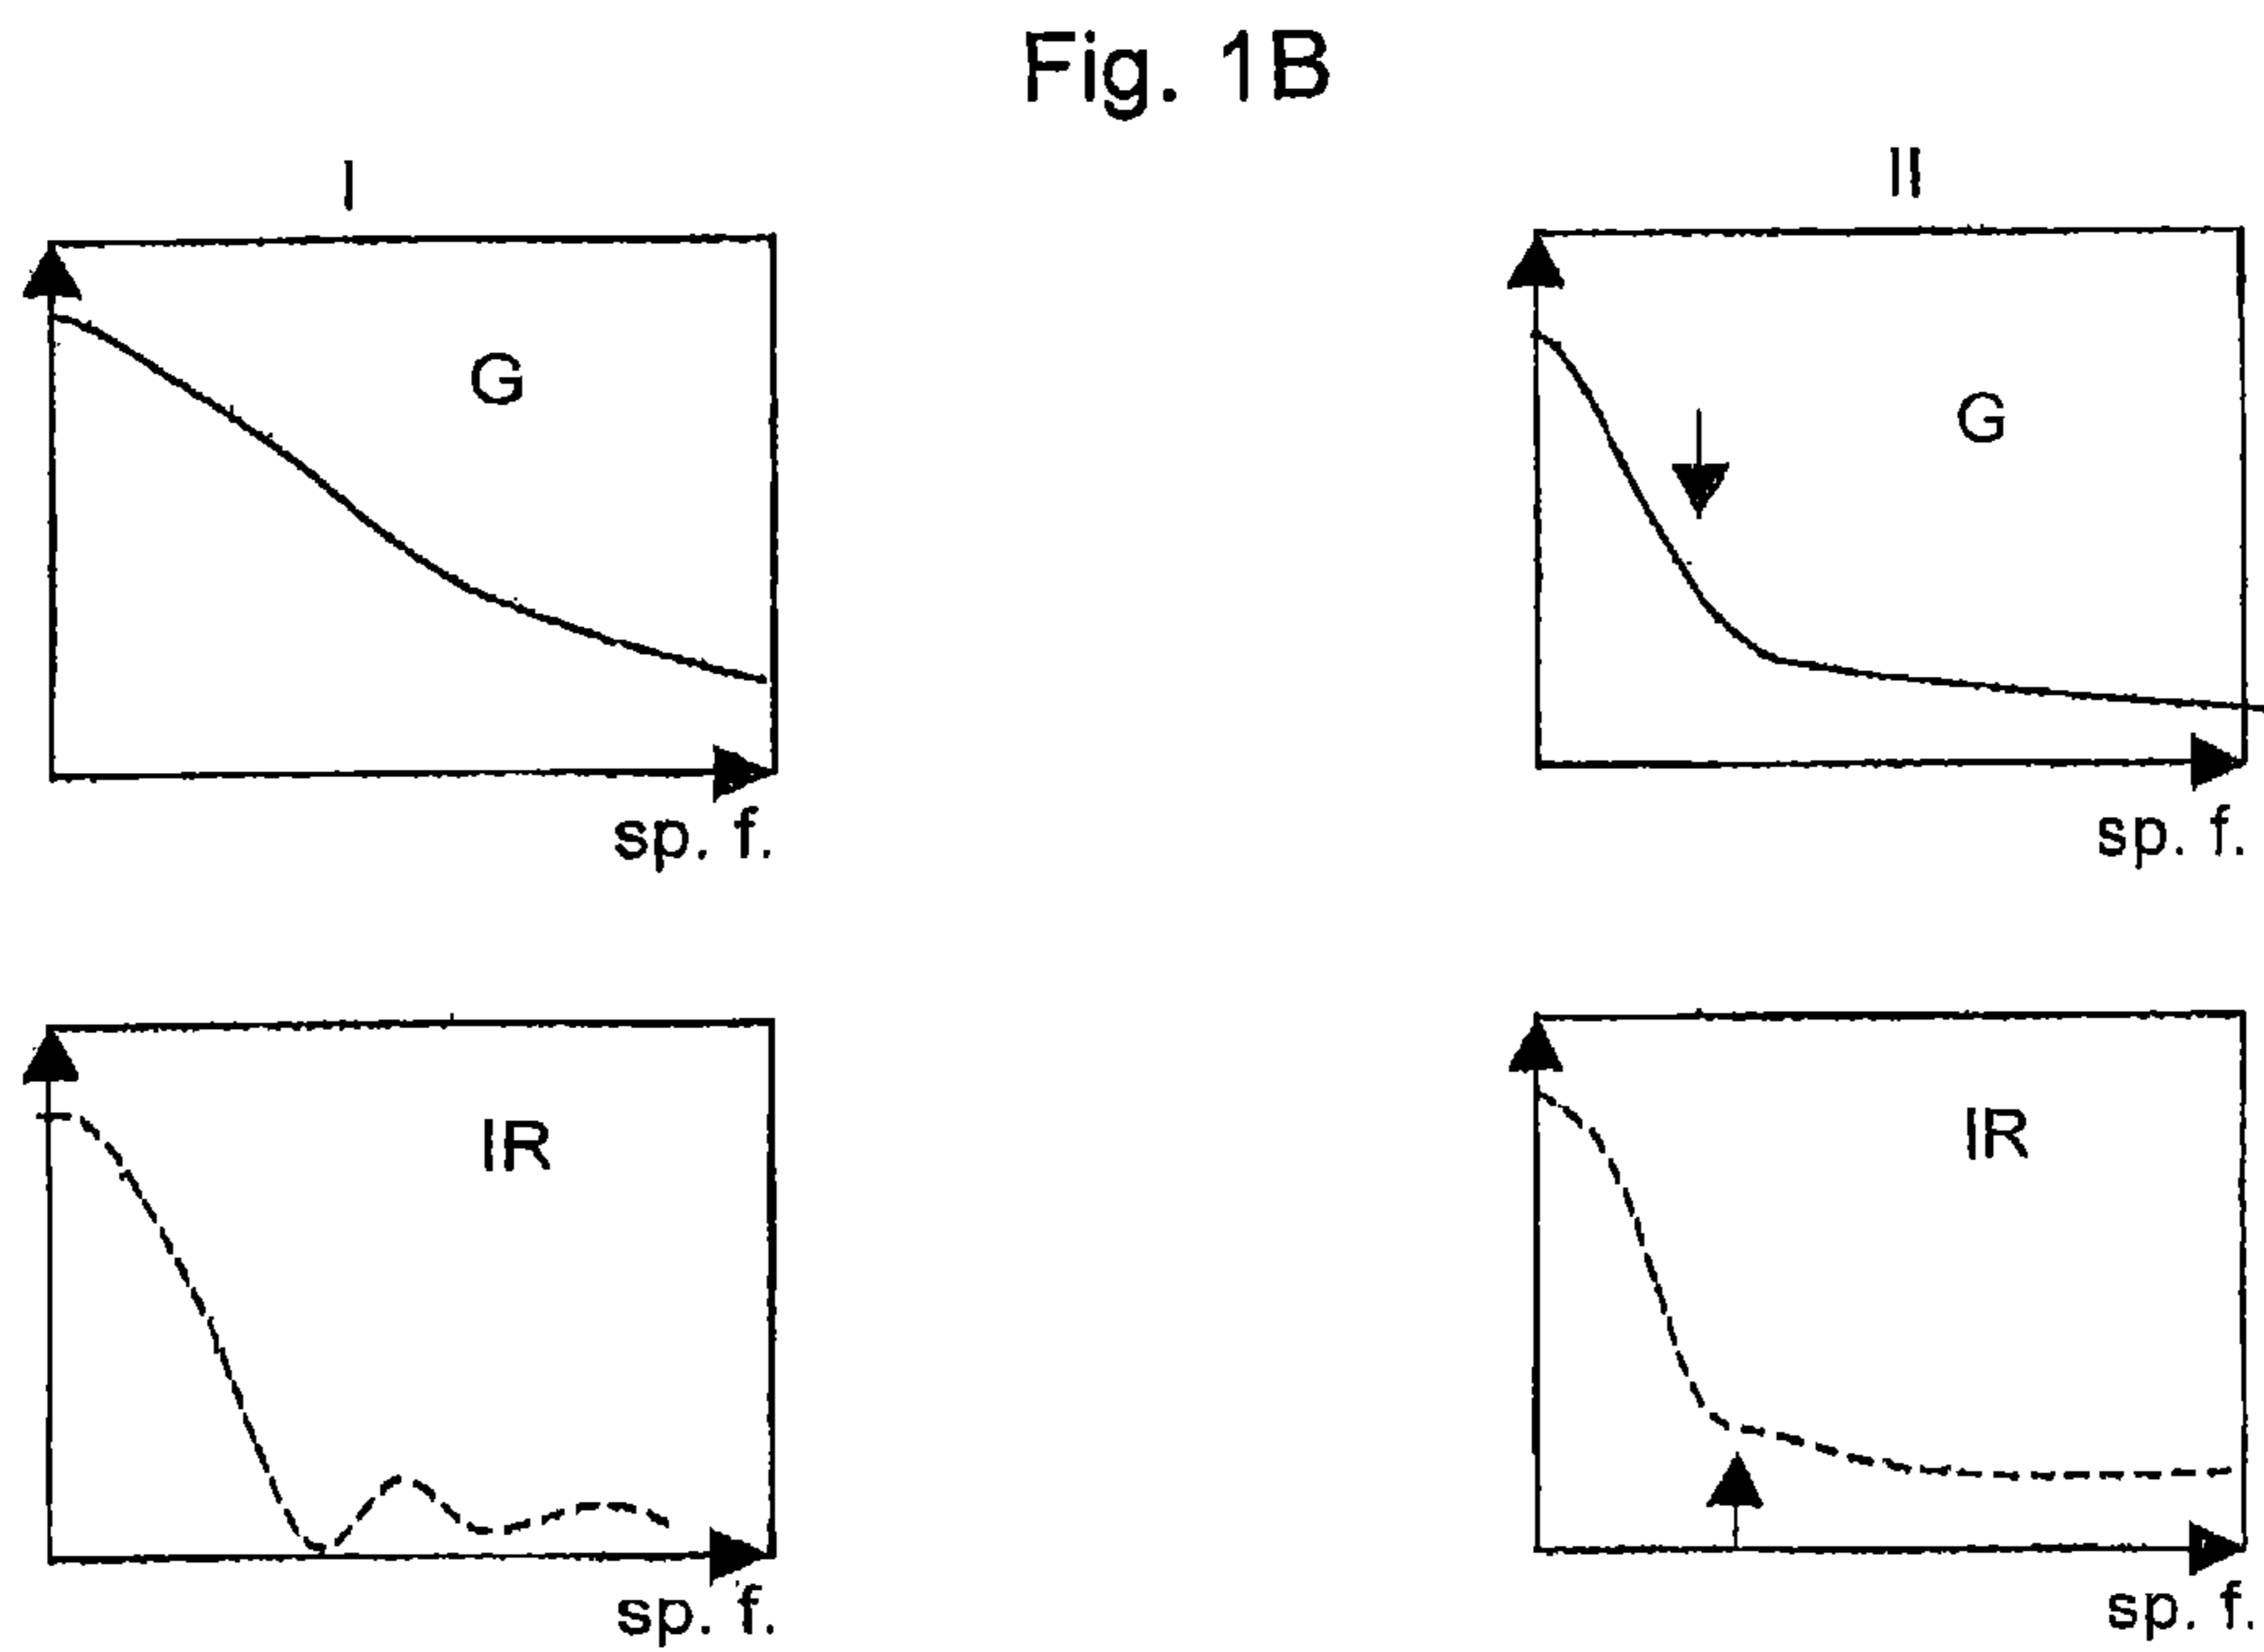 Fig. 1B
I II
G G
sp. f. sp. f.
IR IR
sp. f. sp. f.